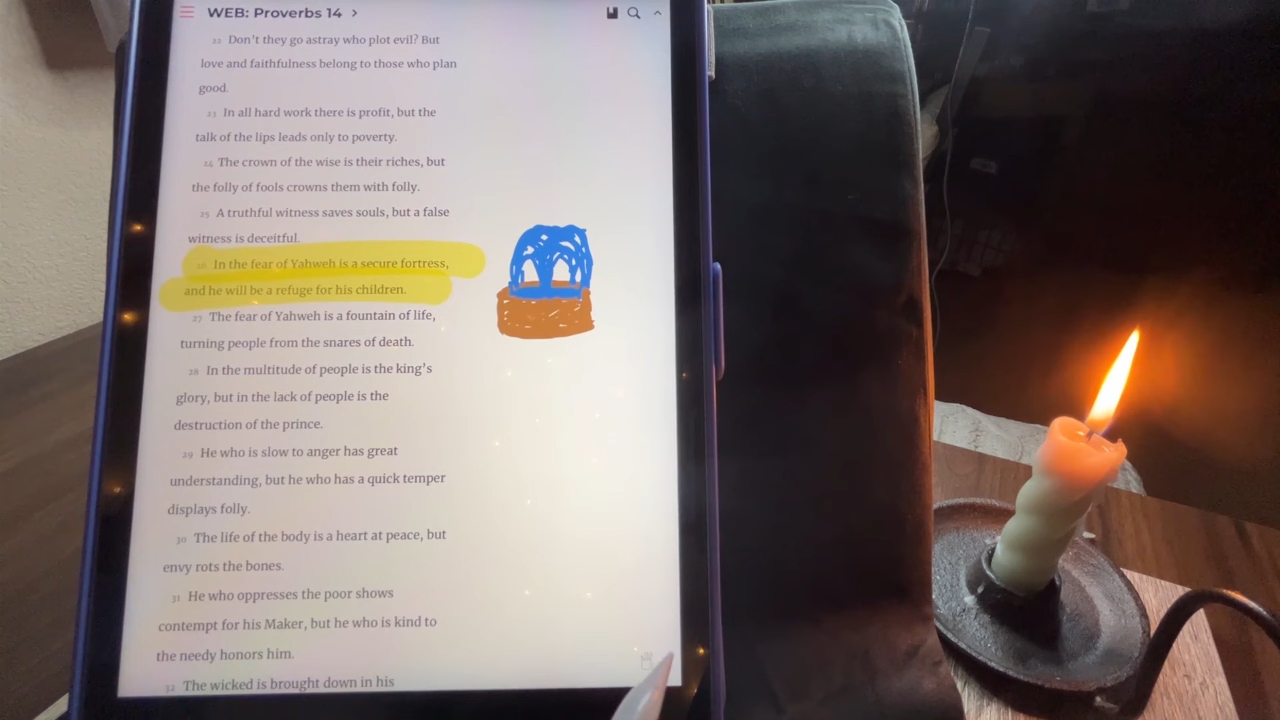 WEB: Proverbs 14
22 Don't they go astray who plot evil? But
love and faithfulness belong to those who plan
good.
23 In all hard work there is profit, but the
talk of the lips leads only to poverty.
24 The crown of the wise is their riches, but
the folly of fools crowns them with folly.
25 A truthful witness saves souls, but a false
witness is deceitful.
26 In the fear of Yahweh is a secure fortress,
and he will be a refuge for his children.
27 The fear of Yahweh is a fountain of life,
turning people from the snares of death.
28 In the multitude of people is the king's
glory, but in the lack of people is the
destruction of the prince.
29 He who is slow to anger has great
understanding, but he who has a quick temper
displays folly.
30 The life of the body is a heart at peace, but
envy rots the bones.
31 He who oppresses the poor shows
contempt for his Maker, but he who is kind to
the needy honors him.
32 The wicked is brought down in his